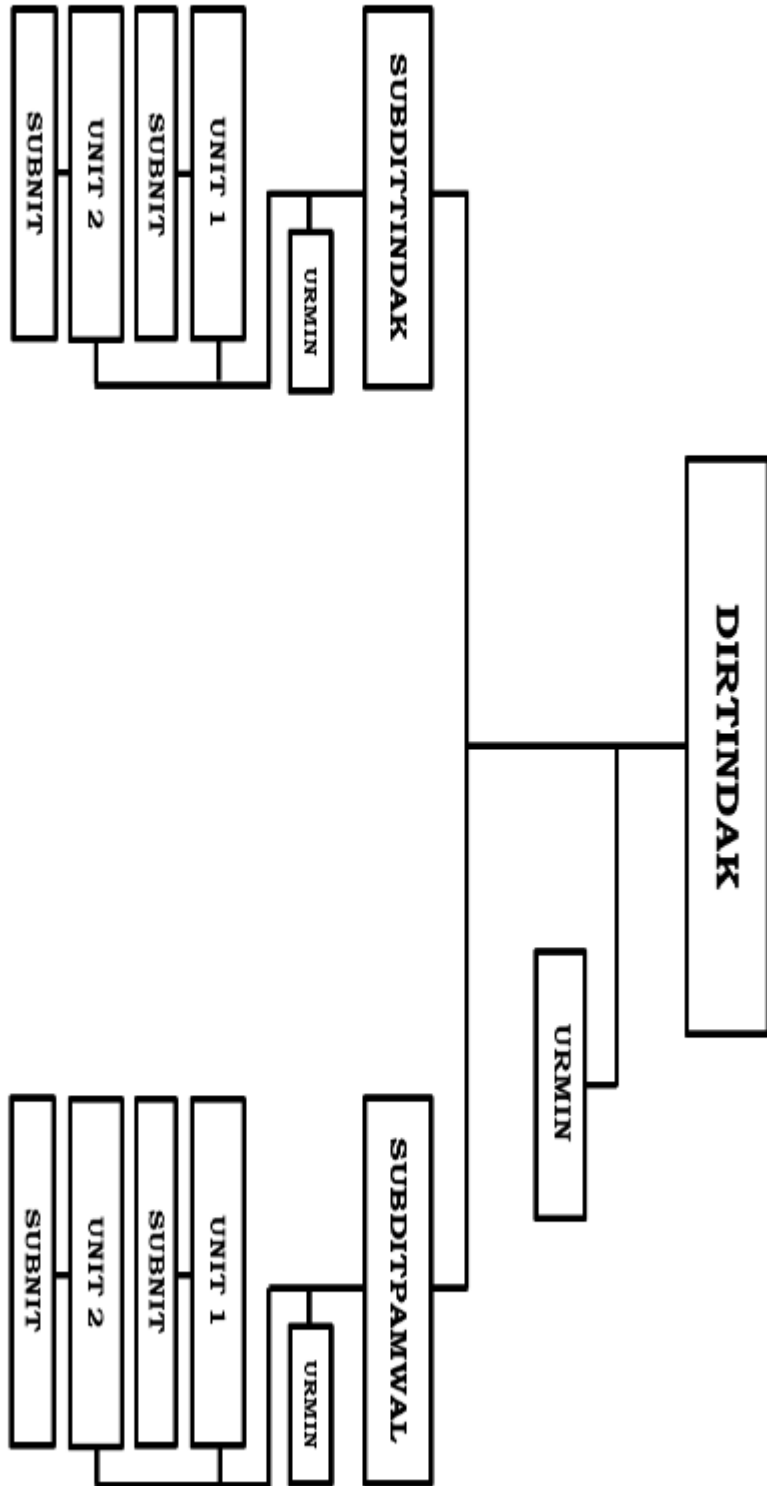 DIRTINDAK
URMIN
SUBDITTINDAK
SUBDITPAMWAL
URMIN
URMIN
UNIT 1
UNIT 1
SUBNIT
SUBNIT
UNIT 2
UNIT 2
SUBNIT
SUBNIT